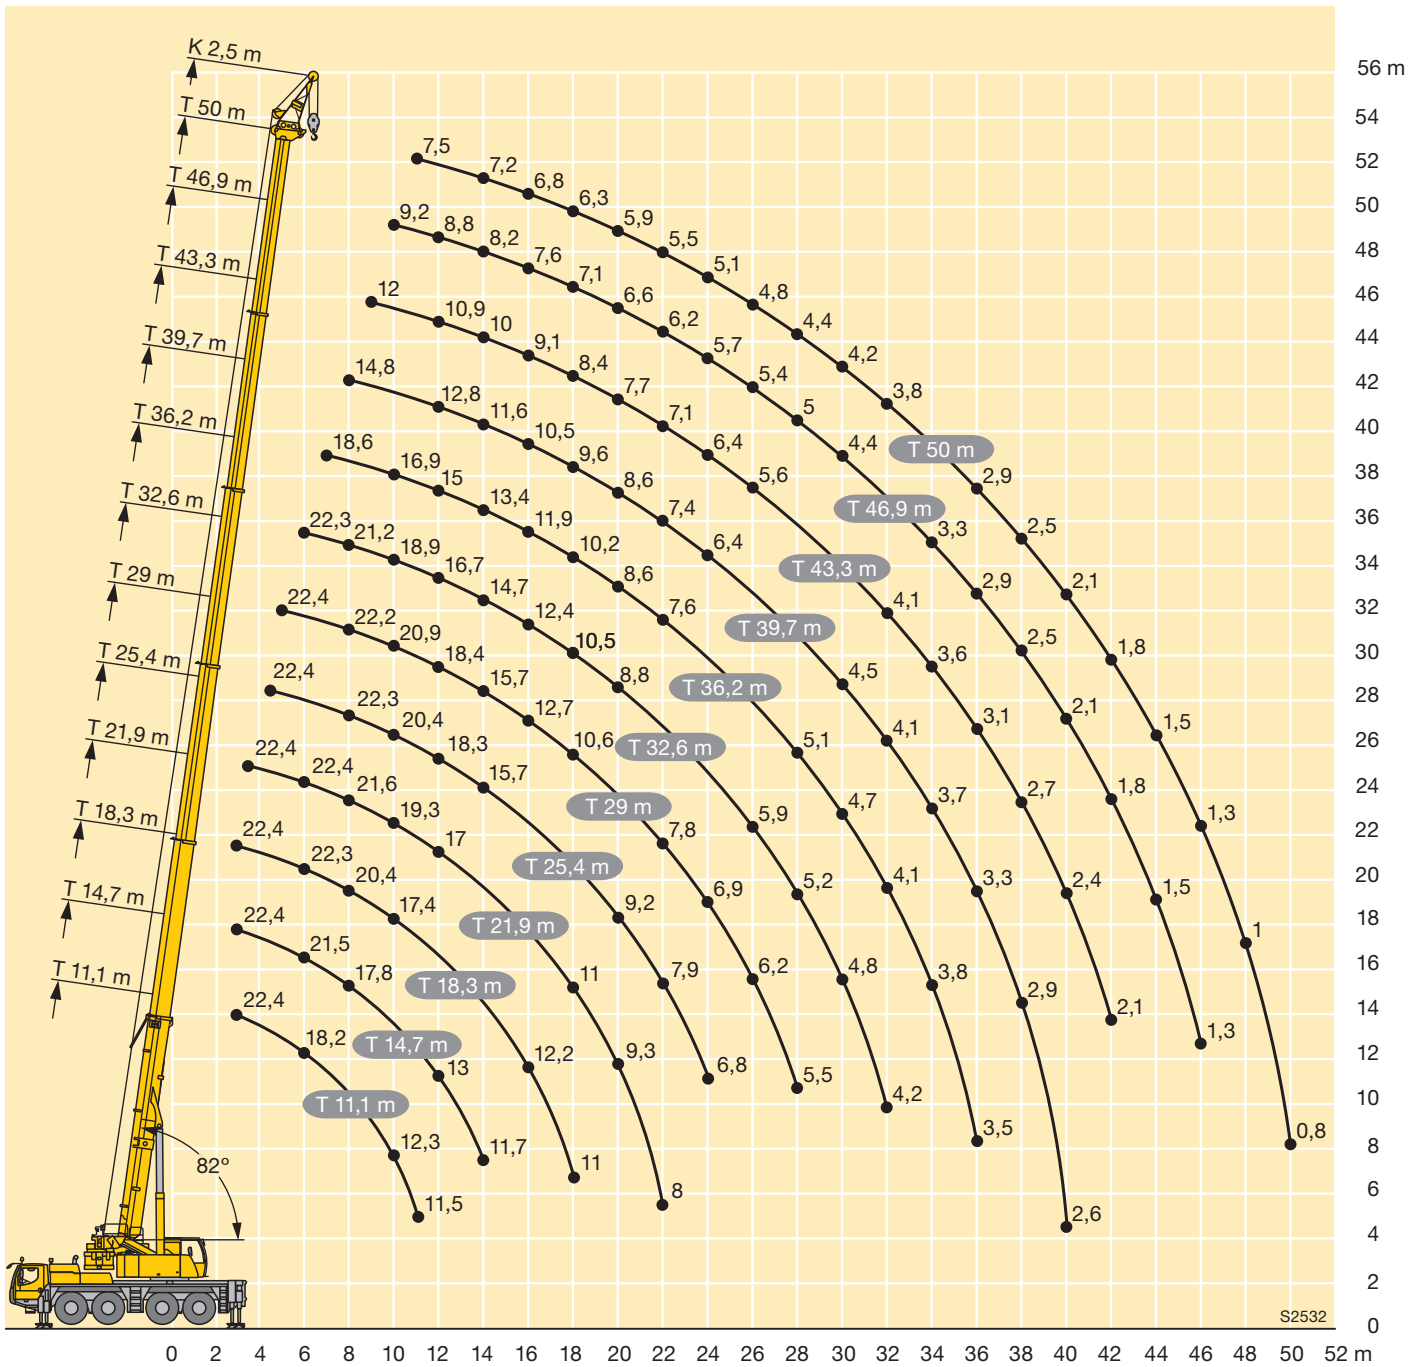 K 2,5 m
T 50 m
T 46,9 m
T 43,3 m
T 39,7 m
T 36,2 m
T 32,6 m
T 29 m
T 25,4 m
T 21,9 m
T 18,3 m
T 14,7 m
T 11,1 m
82°
7,5 7,2 6,8 6,3 5,9 5,5 5,1 4,8 4,4 4,2 3,8 T 50 m 2,9 2,5 2,1 1,8 1,5 1,3 1 0,8
9,2 8,8 8,2 7,6 7,1 6,6 6,2 5,7 5,4 5 4,4 T 46,9 m 3,3 2,9 2,5 2,1 1,8 1,5 1,3
12 10,9 10 9,1 8,4 7,7 7,1 6,4 5,6 T 43,3 m 4,1 3,6 3,1 2,7 2,4 2,1
14,8 12,8 11,6 10,5 9,6 8,6 7,4 6,4 T 39,7 m 4,5 4,1 3,7 3,3 2,9 2,6
18,6 16,9 15 13,4 11,9 10,2 8,6 7,6 T 36,2 m 5,1 4,7 4,1 3,8 3,5
22,3 21,2 18,9 16,7 14,7 12,4 10,5 8,8 T 32,6 m 5,9 5,2 4,8 4,2
22,4 22,2 20,9 18,4 15,7 12,7 10,6 T 29 m 7,8 6,9 6,2 5,5
22,4 22,3 20,4 18,3 15,7 T 25,4 m 9,2 7,9 6,8
22,4 22,4 21,6 19,3 17 T 21,9 m 11 9,3 8
22,4 22,3 20,4 17,4 T 18,3 m 12,2 11
22,4 21,5 17,8 T 14,7 m 13 11,7
22,4 18,2 T 11,1 m 12,3 11,5
56 m
54
52
50
48
46
44
42
40
38
36
34
32
30
28
26
24
22
20
18
16
14
12
10
8
6
4
2
0
S2532
0 2 4 6 8 10 12 14 16 18 20 22 24 26 28 30 32 34 36 38 40 42 44 46 48 50 52 m